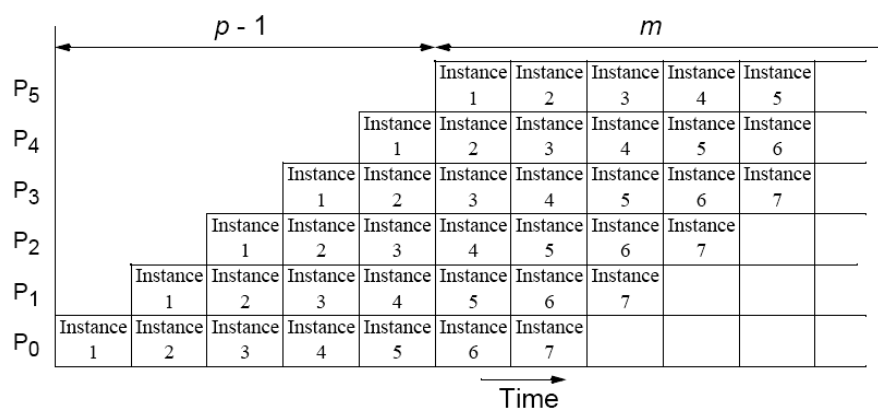 p - 1 m
P5 Instance 1 Instance 2 Instance 3 Instance 4 Instance 5
P4 Instance 1 Instance 2 Instance 3 Instance 4 Instance 5 Instance 6
P3 Instance 1 Instance 2 Instance 3 Instance 4 Instance 5 Instance 6 Instance 7
P2 Instance 1 Instance 2 Instance 3 Instance 4 Instance 5 Instance 6 Instance 7
P1 Instance 1 Instance 2 Instance 3 Instance 4 Instance 5 Instance 6 Instance 7
P0 Instance 1 Instance 2 Instance 3 Instance 4 Instance 5 Instance 6 Instance 7
Time